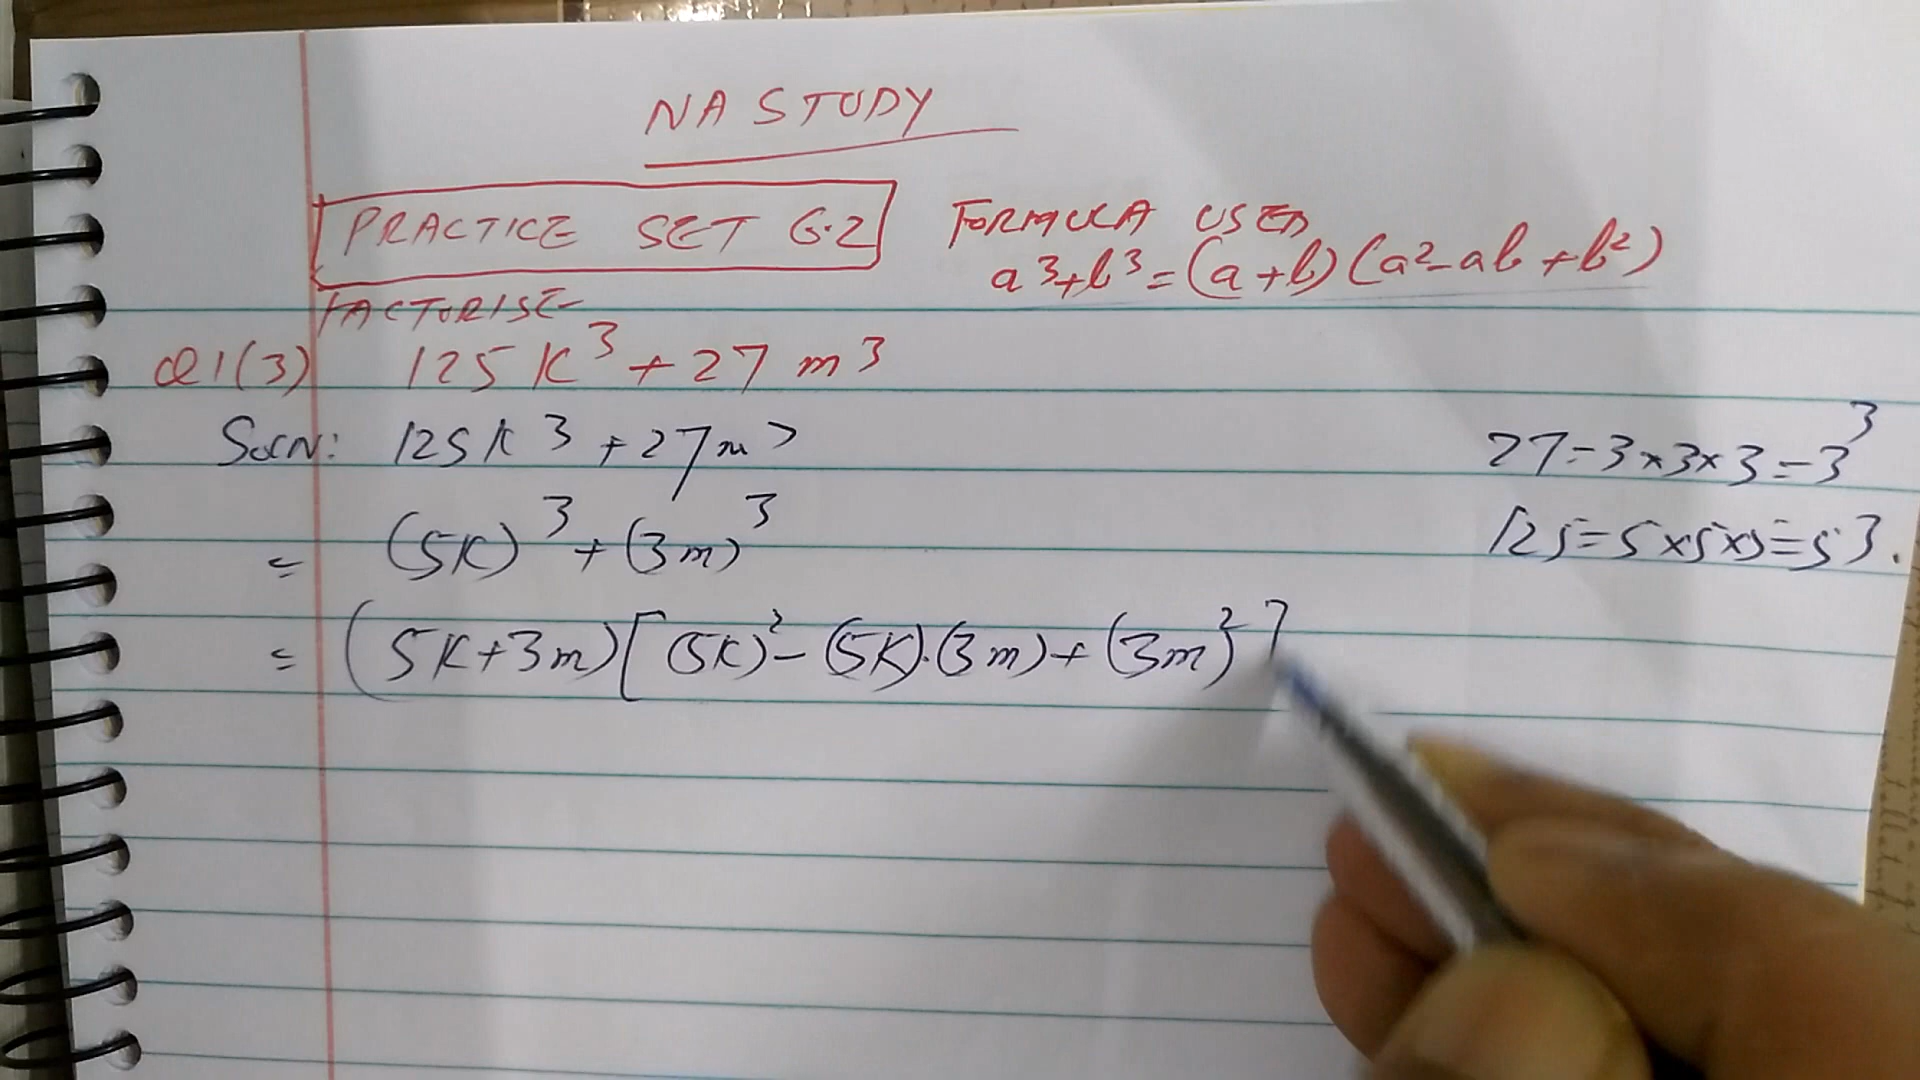 NA STUDY
PRACTICE SET 6.2
FORMULA USED
a³+b³=(a+b)(a²-ab+b²)
FACTORISE
Q1(3) 125K³+27m³
SOLN: 125K³+27m³
27=3×3×3=3³
= (5K)³+(3m)³
125=5×5×5=5³.
= (5K+3m)[(5K)²-(5K).(3m)+(3m)²]